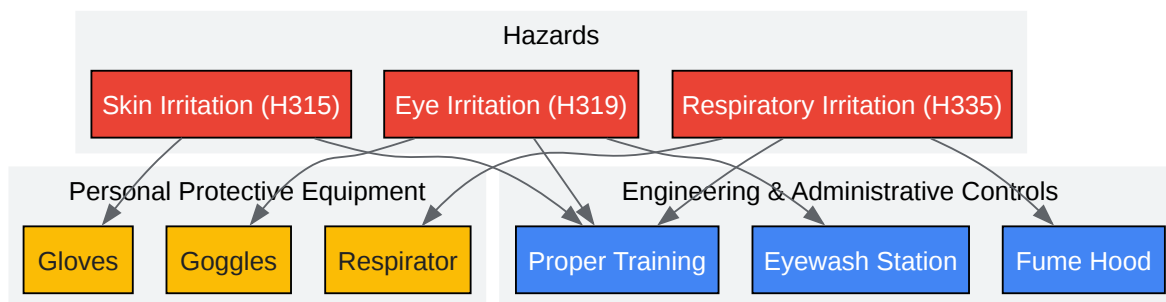 Hazards
Skin Irritation (H315)
Eye Irritation (H319)
Respiratory Irritation (H335)
Personal Protective Equipment
Engineering & Administrative Controls
Gloves
Goggles
Respirator
Proper Training
Eyewash Station
Fume Hood